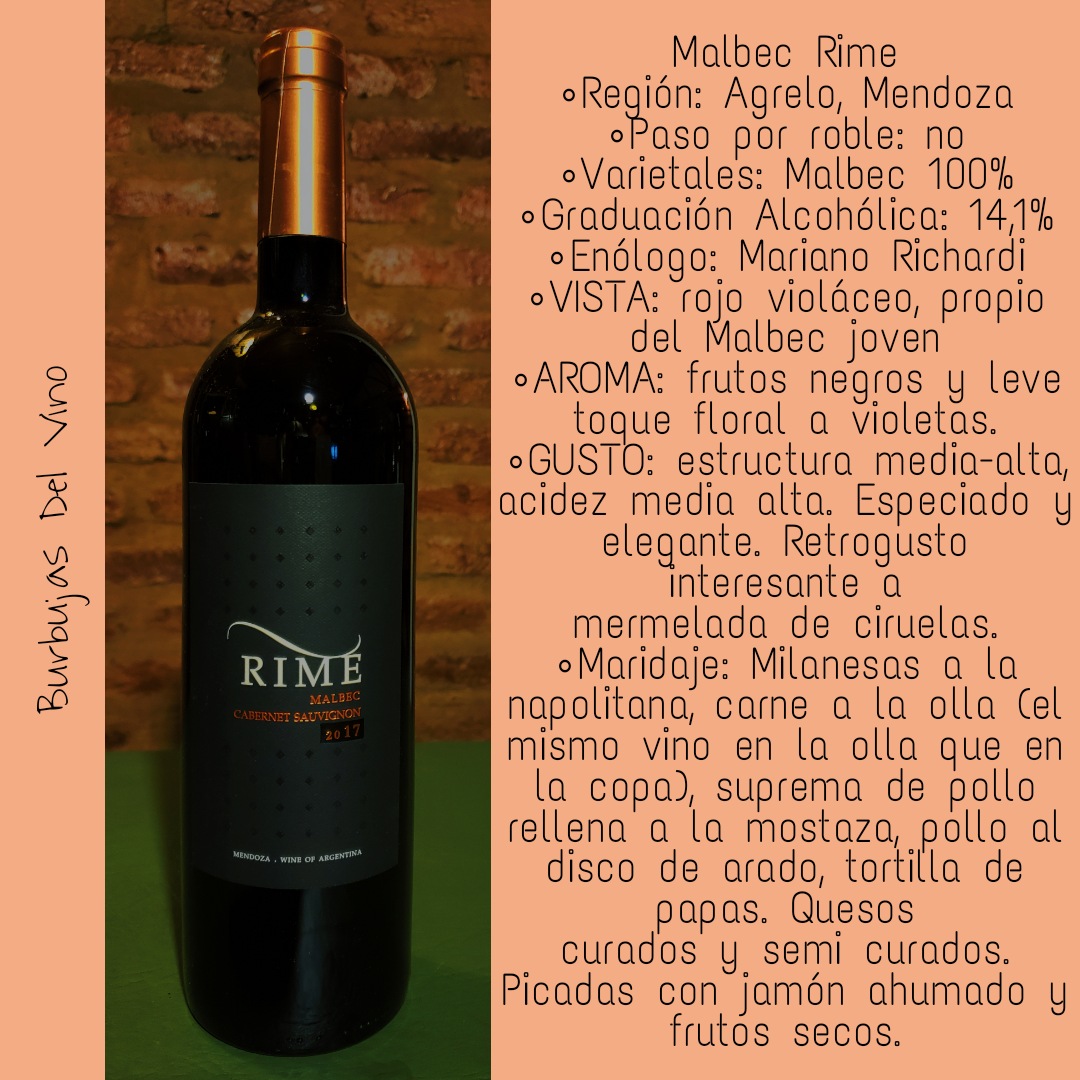 Burbujas Del Vino
RIME
MALBEC
CABERNET SAUVIGNON
2017
MENDOZA . WINE OF ARGENTINA
Malbec Rime
◦Región: Agrelo, Mendoza
◦Paso por roble: no
◦Varietales: Malbec 100%
◦Graduación Alcohólica: 14,1%
◦Enólogo: Mariano Richardi
◦VISTA: rojo violáceo, propio
del Malbec joven
◦AROMA: frutos negros y leve
toque floral a violetas.
◦GUSTO: estructura media-alta,
acidez media alta. Especiado y
elegante. Retrogusto
interesante a
mermelada de ciruelas.
◦Maridaje: Milanesas a la
napolitana, carne a la olla (el
mismo vino en la olla que en
la copa), suprema de pollo
rellena a la mostaza, pollo al
disco de arado, tortilla de
papas. Quesos
curados y semi curados.
Picadas con jamón ahumado y
frutos secos.